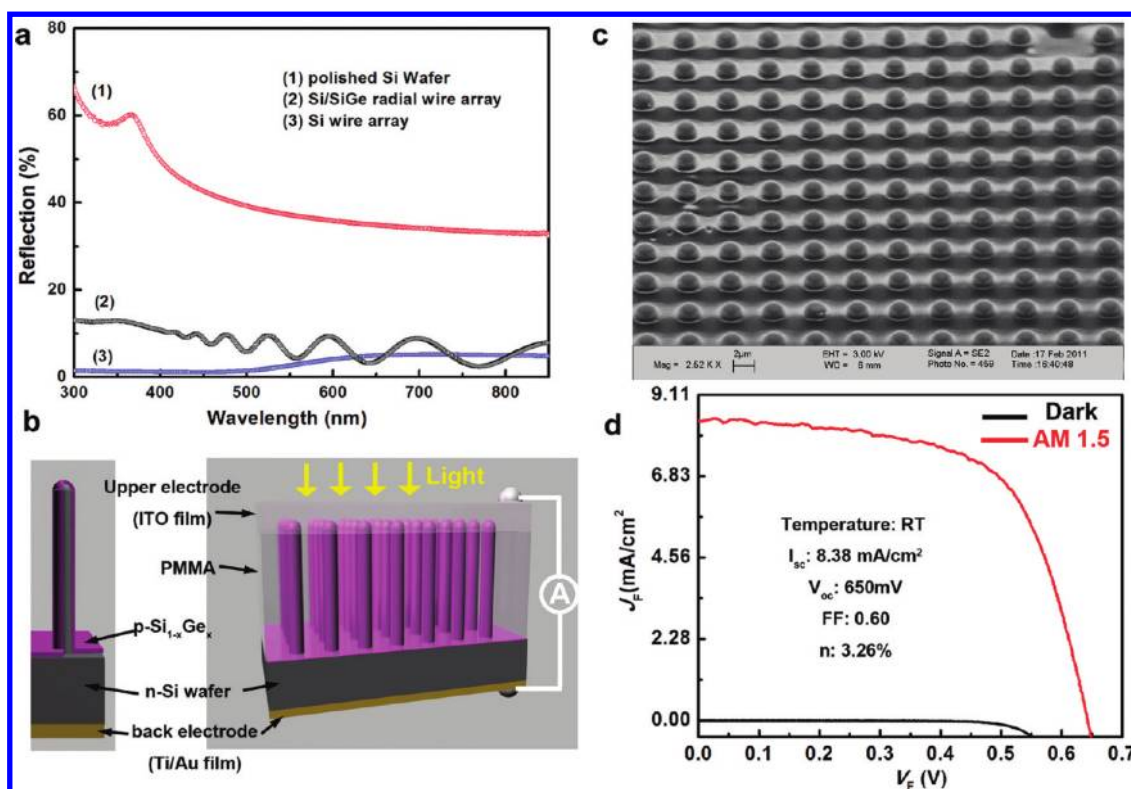 a
80
60
40
20
0
Reflection (%)
(1)
(2)
(3)
(1) polished Si Wafer
(2) Si/SiGe radial wire array
(3) Si wire array
300 400 500 600 700 800
Wavelength (nm)
b
Upper electrode
(ITO film)
PMMA
p-Si1-xGex
n-Si wafer
back electrode
(Ti/Au film)
Light
A
c
Mag = 2.52 K X
2µm
EHT = 3.00 kV
WD = 6 mm
Signal A = SE2
Photo No. = 459
Date :17 Feb 2011
Time :16:40:48
d
9.11
6.83
4.56
2.28
0.00
JF(mA/cm²)
Dark
AM 1.5
Temperature: RT
Isc: 8.38 mA/cm²
Voc: 650mV
FF: 0.60
n: 3.26%
0.0 0.1 0.2 0.3 0.4 0.5 0.6 0.7
VF (V)